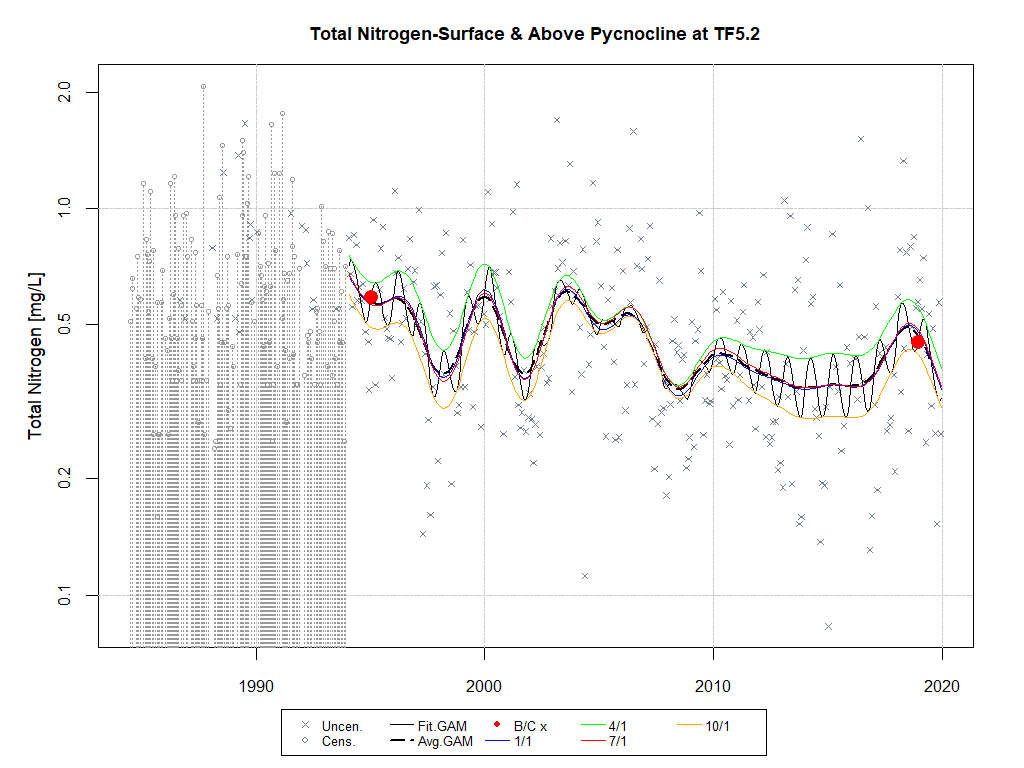 Total Nitrogen-Surface & Above Pycnocline at TF5.2
Total Nitrogen [mg/L]
2.0
1.0
0.5
0.2
0.1
1990 2000 2010 2020
Uncen. Fit.GAM B/C x 4/1 10/1
Cens. Avg.GAM 1/1 7/1